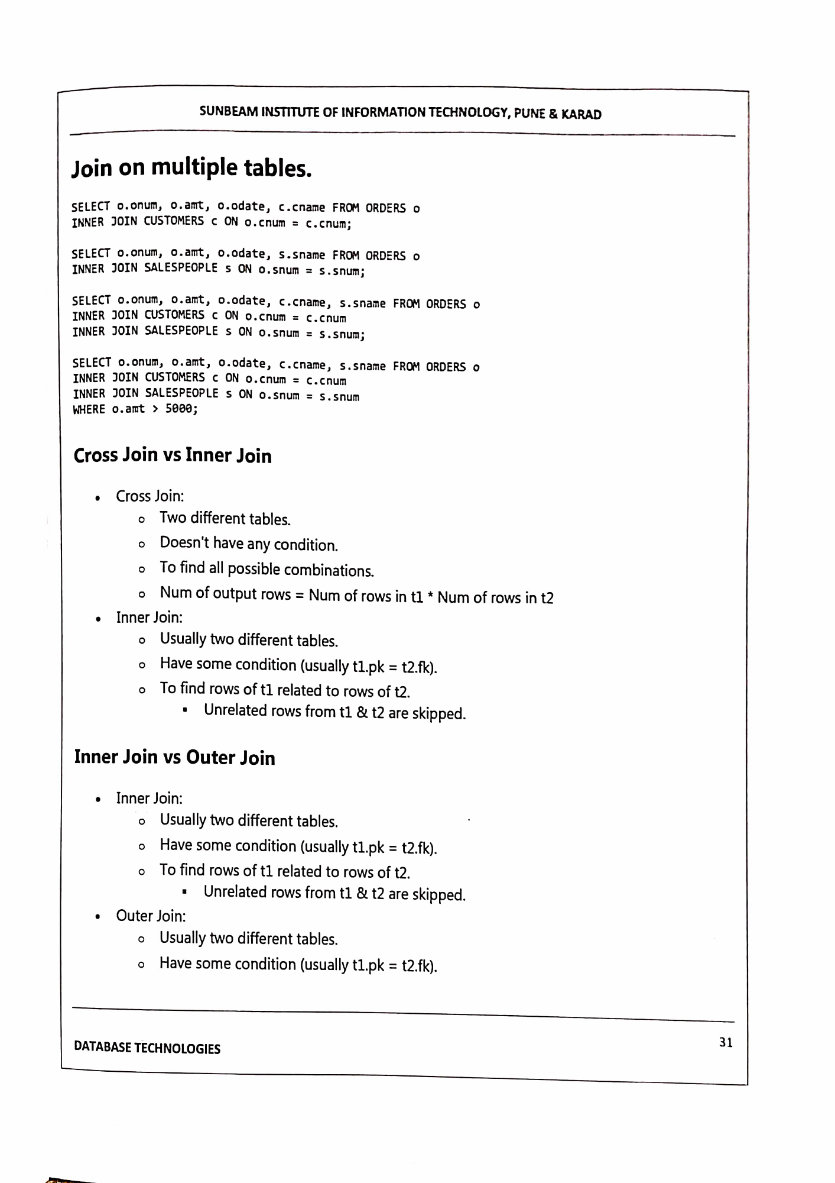 SUNBEAM INSTITUTE OF INFORMATION TECHNOLOGY, PUNE & KARAD
Join on multiple tables.
SELECT o.onum, o.amt, o.odate, c.cname FROM ORDERS o
INNER JOIN CUSTOMERS c ON o.cnum = c.cnum;
SELECT o.onum, o.amt, o.odate, s.sname FROM ORDERS o
INNER JOIN SALESPEOPLE s ON o.snum = s.snum;
SELECT o.onum, o.amt, o.odate, c.cname, s.sname FROM ORDERS o
INNER JOIN CUSTOMERS c ON o.cnum = c.cnum
INNER JOIN SALESPEOPLE s ON o.snum = s.snum;
SELECT o.onum, o.amt, o.odate, c.cname, s.sname FROM ORDERS o
INNER JOIN CUSTOMERS c ON o.cnum = c.cnum
INNER JOIN SALESPEOPLE s ON o.snum = s.snum
WHERE o.amt > 5000;
Cross Join vs Inner Join
• Cross Join:
o Two different tables.
o Doesn't have any condition.
o To find all possible combinations.
o Num of output rows = Num of rows in t1 * Num of rows in t2
• Inner Join:
o Usually two different tables.
o Have some condition (usually t1.pk = t2.fk).
o To find rows of t1 related to rows of t2.
▪ Unrelated rows from t1 & t2 are skipped.
Inner Join vs Outer Join
• Inner Join:
o Usually two different tables.
o Have some condition (usually t1.pk = t2.fk).
o To find rows of t1 related to rows of t2.
▪ Unrelated rows from t1 & t2 are skipped.
• Outer Join:
o Usually two different tables.
o Have some condition (usually t1.pk = t2.fk).
DATABASE TECHNOLOGIES
31